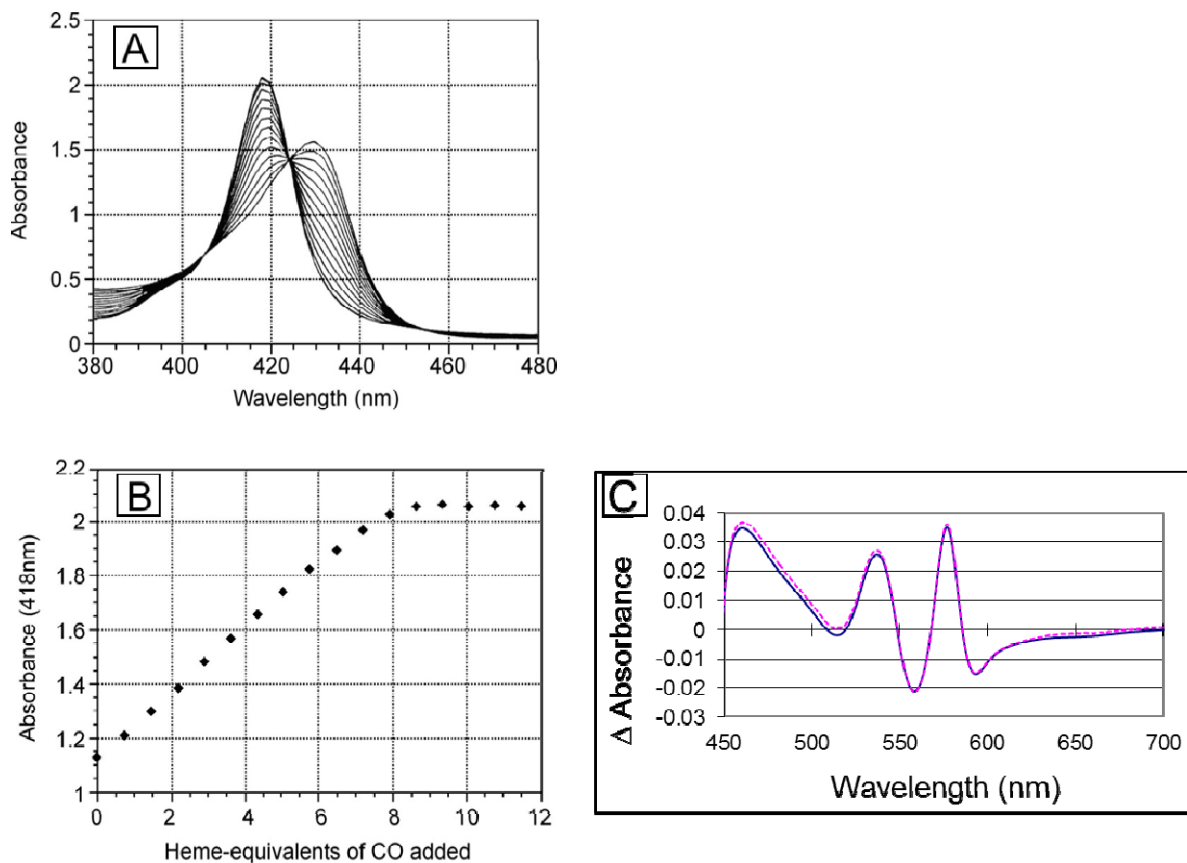 A
2.5
2
1.5
1
0.5
0
380 400 420 440 460 480
Absorbance
Wavelength (nm)
B
2.2
2
1.8
1.6
1.4
1.2
1
0 2 4 6 8 10 12
Absorbance (418nm)
Heme-equivalents of CO added
C
0.04
0.03
0.02
0.01
0
-0.01
-0.02
-0.03
450 500 550 600 650 700
Δ Absorbance
Wavelength (nm)